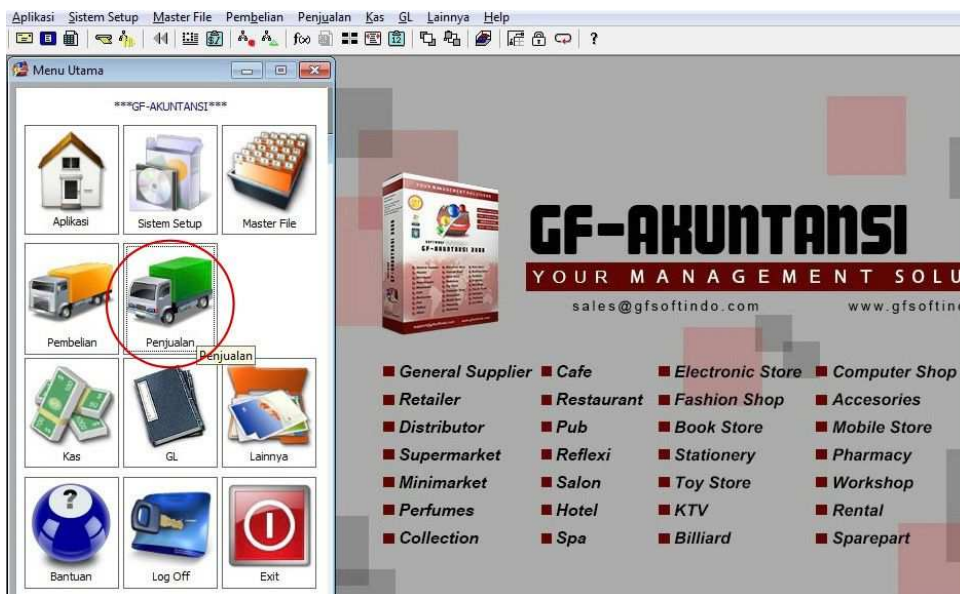 Aplikasi Sistem Setup Master File Pembelian Penjualan Kas GL Lainnya Help
Menu Utama
***GF-AKUNTANSI***
Aplikasi Sistem Setup Master File
Pembelian Penjualan
Penjualan
Kas GL Lainnya
Bantuan Log Off Exit
GF-AKUNTANSI
YOUR MANAGEMENT SOLU
sales@gfsoftindo.com www.gfsoftind
General Supplier Cafe Electronic Store Computer Shop
Retailer Restaurant Fashion Shop Accesories
Distributor Pub Book Store Mobile Store
Supermarket Reflexi Stationery Pharmacy
Minimarket Salon Toy Store Workshop
Perfumes Hotel KTV Rental
Collection Spa Billiard Sparepart